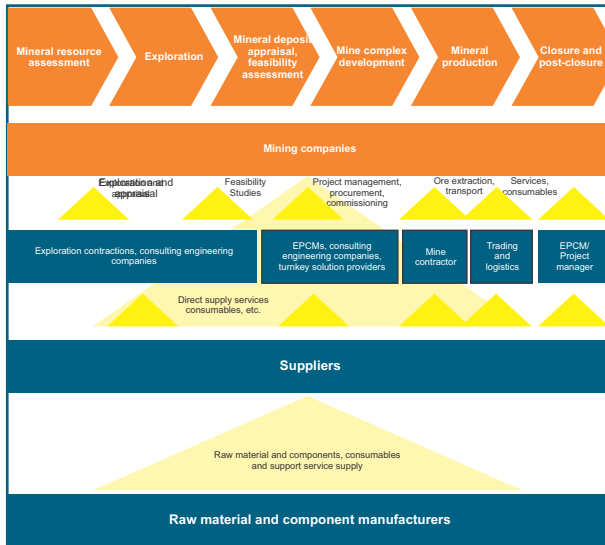 Mineral resource
assessment
Exploration
Mineral deposit
appraisal,
feasibility
assessment
Mine complex
development
Mineral
production
Closure and
post-closure
Mining companies
Exploration and
appraisal
Feasibility
Studies
Project management,
procurement,
commissioning
Ore extraction,
transport
Services,
consumables
Exploration contractions, consulting engineering
companies
EPCMs, consulting
engineering companies,
turnkey solution providers
Mine
contractor
Trading
and
logistics
EPCM/
Project
manager
Direct supply services
consumables, etc.
Suppliers
Raw material and components, consumables
and support service supply
Raw material and component manufacturers